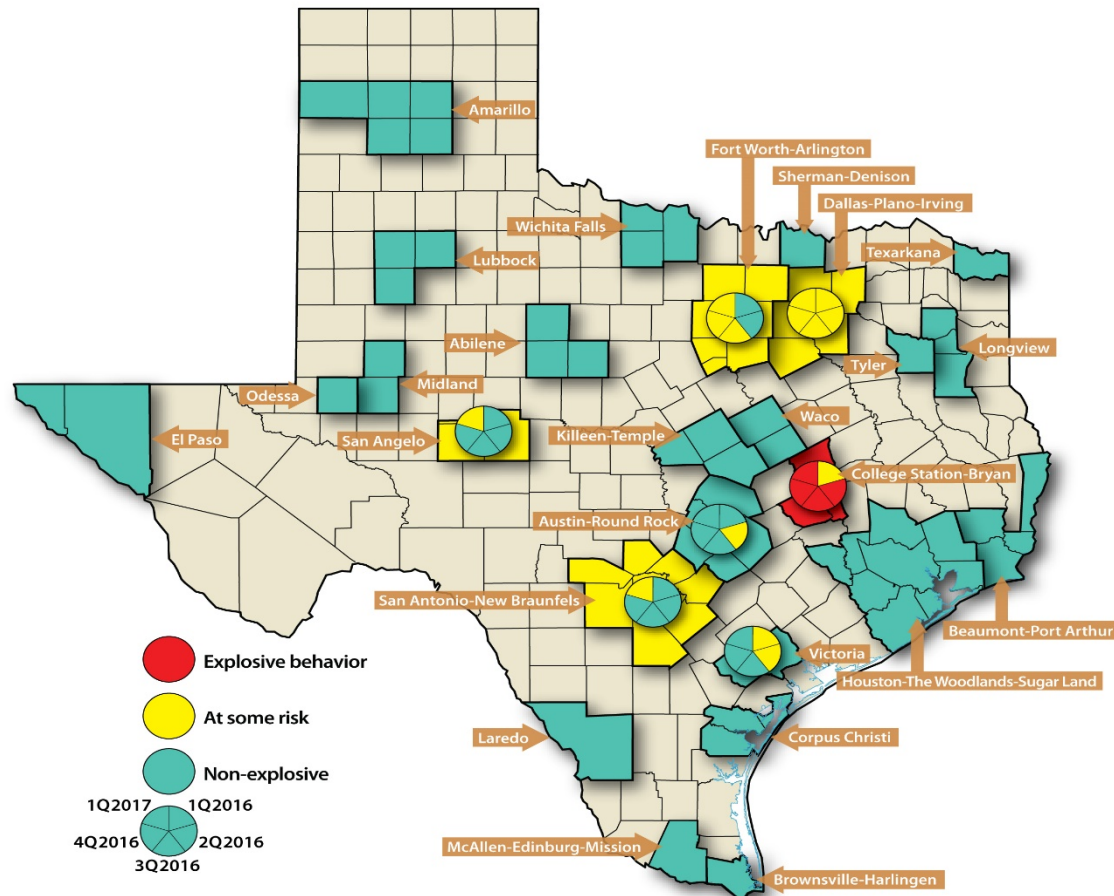 Amarillo
Fort Worth-Arlington
Sherman-Denison
Dallas-Plano-Irving
Wichita Falls
Texarkana
Lubbock
Abilene
Longview
Tyler
Midland
Odessa
Waco
El Paso
San Angelo
Killeen-Temple
College Station-Bryan
Austin-Round Rock
San Antonio-New Braunfels
Beaumont-Port Arthur
Victoria
Houston-The Woodlands-Sugar Land
Explosive behavior
At some risk
Laredo
Corpus Christi
Non-explosive
1Q2017 1Q2016
4Q2016 2Q2016
3Q2016
McAllen-Edinburg-Mission
Brownsville-Harlingen